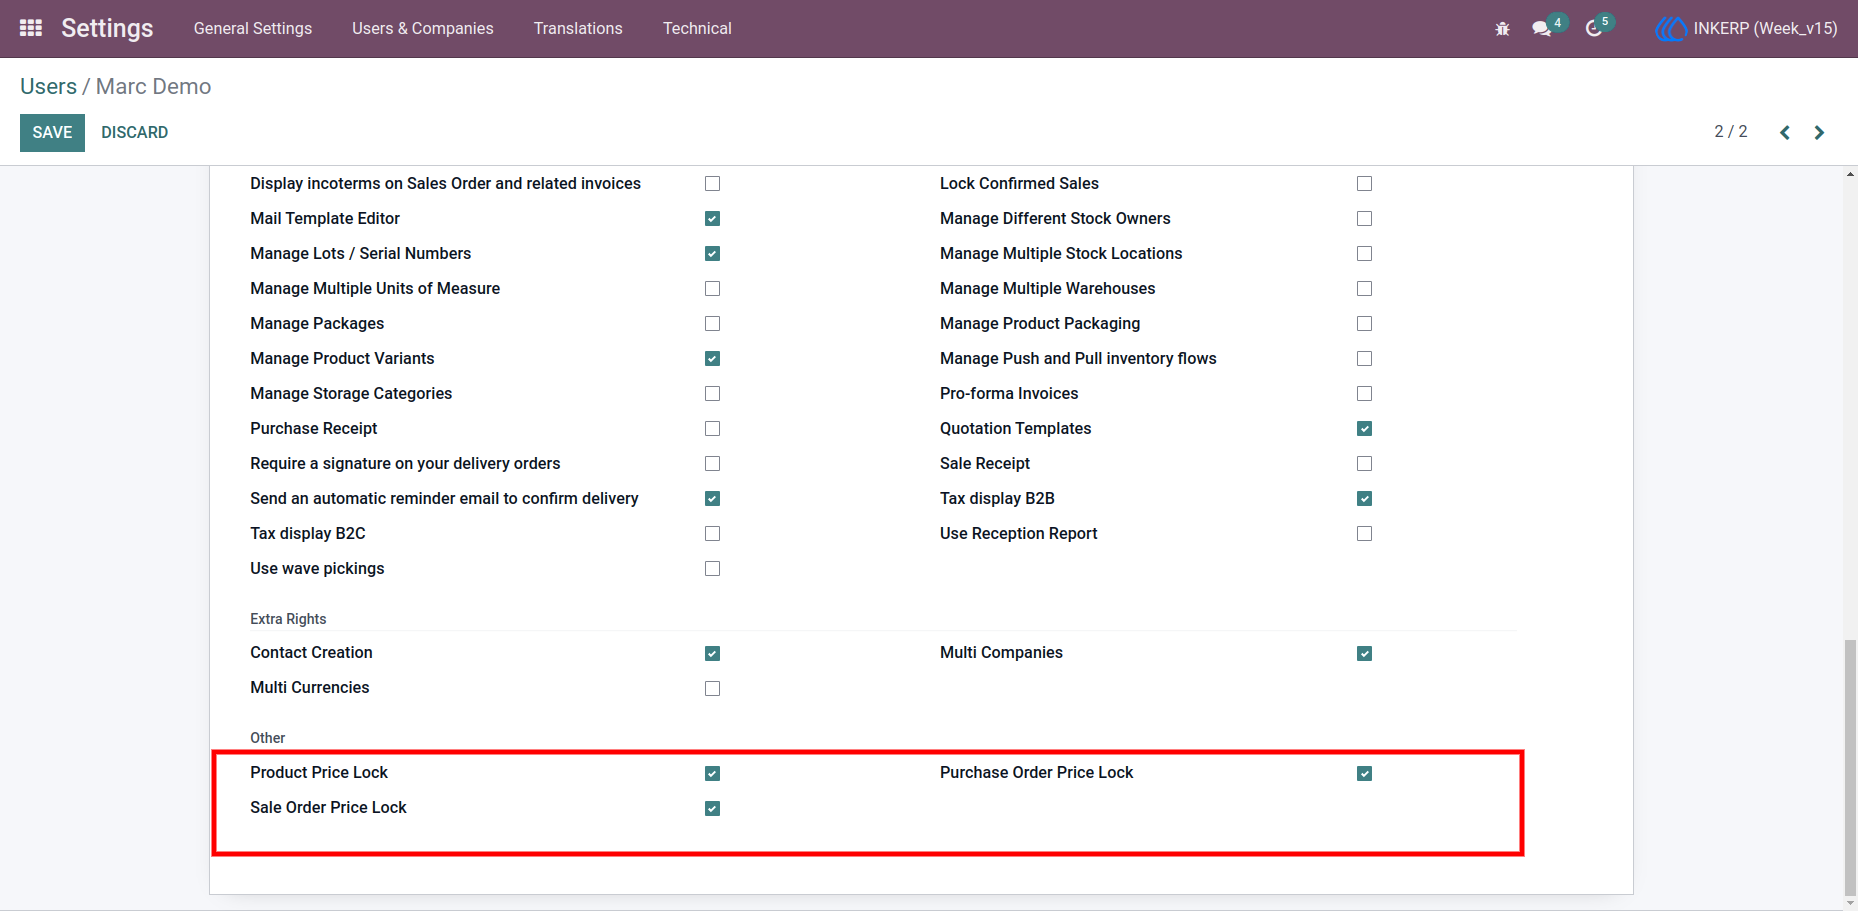 Settings General Settings Users & Companies Translations Technical 4 5 INKERP (Week_v15)
Users / Marc Demo
SAVE DISCARD 2 / 2
Display incoterms on Sales Order and related invoices Lock Confirmed Sales
Mail Template Editor Manage Different Stock Owners
Manage Lots / Serial Numbers Manage Multiple Stock Locations
Manage Multiple Units of Measure Manage Multiple Warehouses
Manage Packages Manage Product Packaging
Manage Product Variants Manage Push and Pull inventory flows
Manage Storage Categories Pro-forma Invoices
Purchase Receipt Quotation Templates
Require a signature on your delivery orders Sale Receipt
Send an automatic reminder email to confirm delivery Tax display B2B
Tax display B2C Use Reception Report
Use wave pickings
Extra Rights
Contact Creation Multi Companies
Multi Currencies
Other
Product Price Lock Purchase Order Price Lock
Sale Order Price Lock